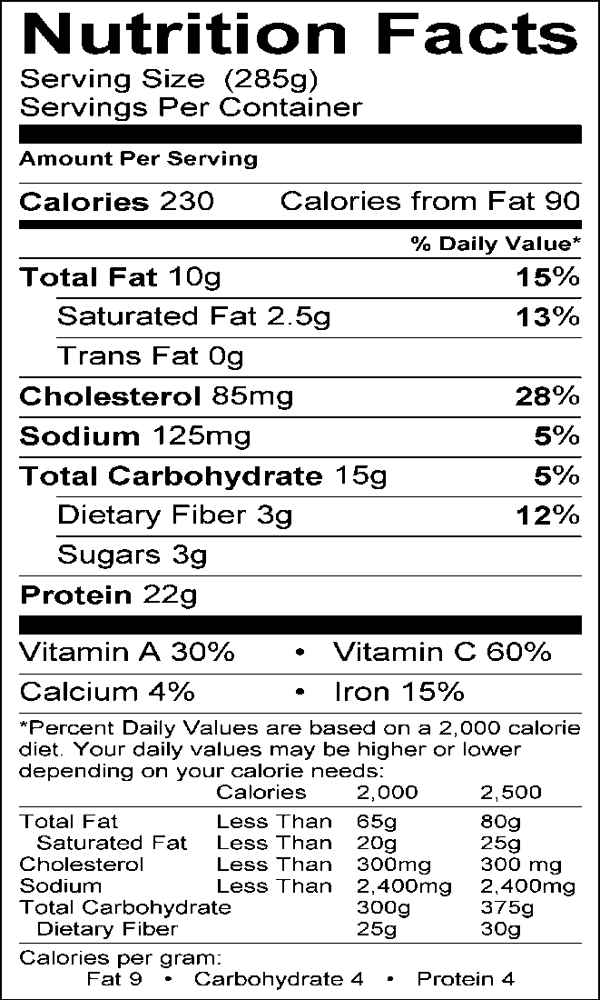 Nutrition Facts
Serving Size (285g)
Servings Per Container
Amount Per Serving
Calories 230 Calories from Fat 90
% Daily Value*
Total Fat 10g 15%
Saturated Fat 2.5g 13%
Trans Fat 0g
Cholesterol 85mg 28%
Sodium 125mg 5%
Total Carbohydrate 15g 5%
Dietary Fiber 3g 12%
Sugars 3g
Protein 22g
Vitamin A 30% • Vitamin C 60%
Calcium 4% • Iron 15%
*Percent Daily Values are based on a 2,000 calorie
diet. Your daily values may be higher or lower
depending on your calorie needs:
Calories 2,000 2,500
Total Fat Less Than 65g 80g
Saturated Fat Less Than 20g 25g
Cholesterol Less Than 300mg 300 mg
Sodium Less Than 2,400mg 2,400mg
Total Carbohydrate 300g 375g
Dietary Fiber 25g 30g
Calories per gram:
Fat 9 • Carbohydrate 4 • Protein 4